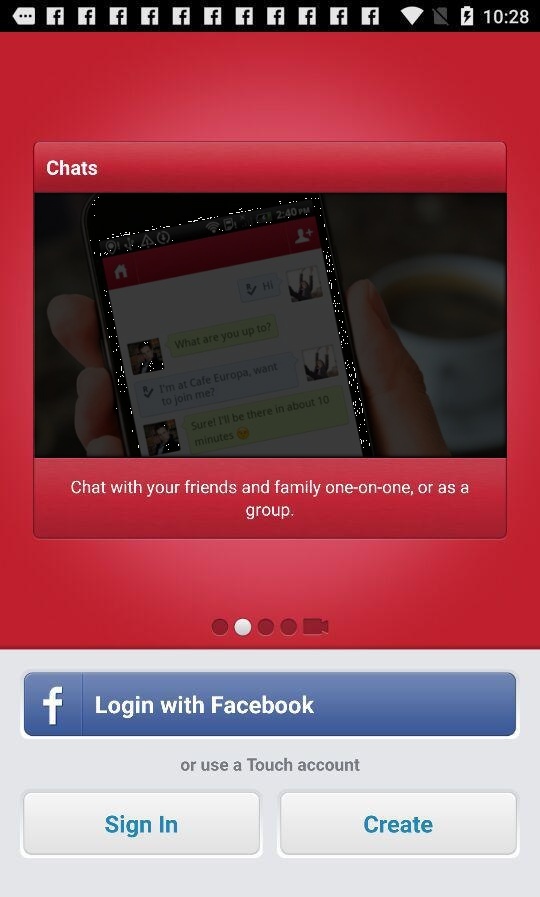 10:28
Chats
2:40 PM
Hi
What are you up to?
I'm at Cafe Europa, want
to join me?
Sure! I'll be there in about 10
minutes
Chat with your friends and family one-on-one, or as a
group.
f Login with Facebook
or use a Touch account
Sign In
Create